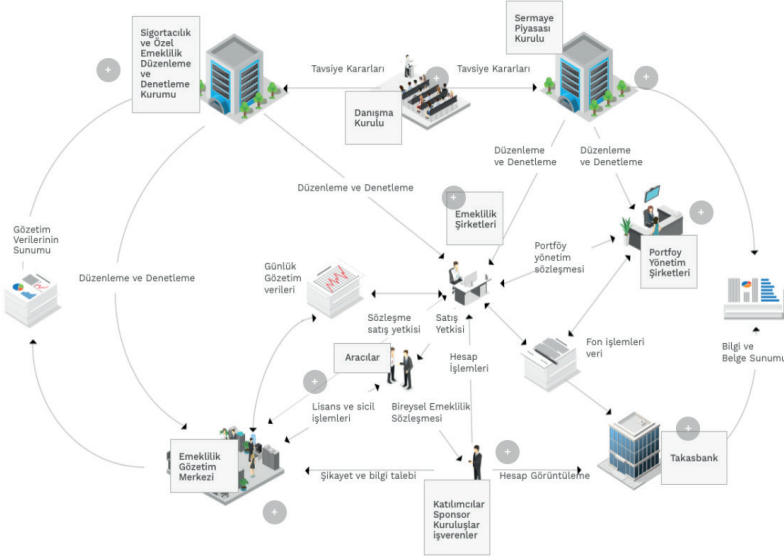 Sigortacılık
ve Özel
Emeklilik
Düzenleme
ve
Denetleme
Kurumu
Sermaye
Piyasası
Kurulu
Tavsiye Kararları
Tavsiye Kararları
Danışma
Kurulu
Düzenleme
ve Denetleme
Düzenleme
ve Denetleme
Düzenleme ve Denetleme
Emeklilik
Şirketleri
Gözetim
Verilerinin
Sunumu
Portföy
yönetim
sözleşmesi
Portfoy
Yönetim
Şirketleri
Günlük
Gözetim
verileri
Düzenleme ve Denetleme
Sözleşme
satış yetkisi
Satış
Yetkisi
Aracılar
Hesap
İşlemleri
Fon işlemleri
veri
Bilgi ve
Belge Sunumu
Lisans ve sicil
işlemleri
Bireysel Emeklilik
Sözleşmesi
Emeklilik
Gözetim
Merkezi
Takasbank
Şikayet ve bilgi talebi
Hesap Görüntüleme
Katılımcılar
Sponsor
Kuruluşlar
işverenler